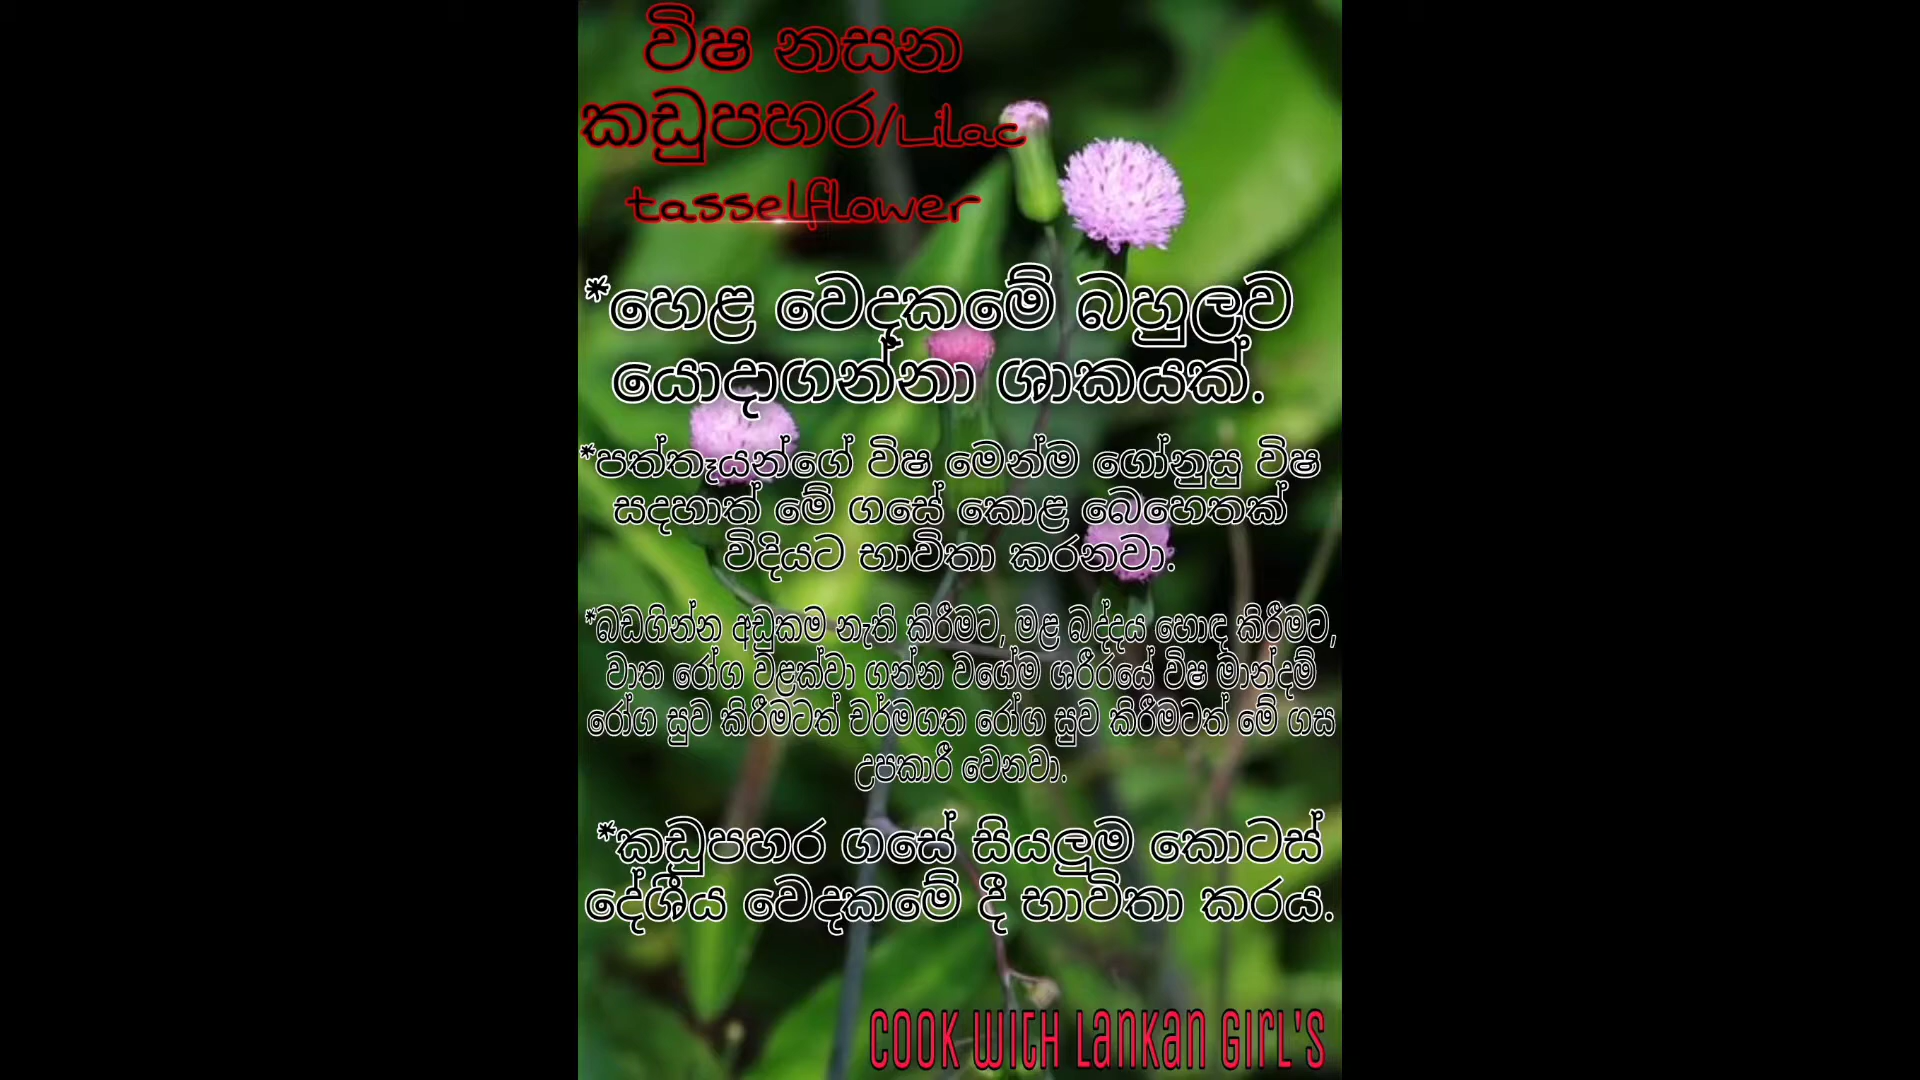 විෂ නසන
කඩුපහර/Lilac
tasselflower
*හෙළ වෙදකමේ බහුලව
යොදාගන්නා ශාකයක්.
*පත්තෑයන්ගේ විෂ මෙන්ම ගෝනුසු විෂ
සදහාත් මේ ගසේ කොළ බෙහෙතක්
විදියට භාවිතා කරනවා.
*බඩගින්න අඩුකම නැති කිරීමට, මළ බද්දය හොඳ කිරීමට,
වාත රෝග වළක්වා ගන්න වගේම ශරීරයේ විෂ මාන්දම්
රෝග සුව කිරීමටත් චර්මගත රෝග සුව කිරීමටත් මේ ගස
උපකාරී වෙනවා.
*කඩුපහර ගසේ සියලුම කොටස්
දේශීය වෙදකමේ දී භාවිතා කරය.
COOK WITH LANKAN GIRL'S